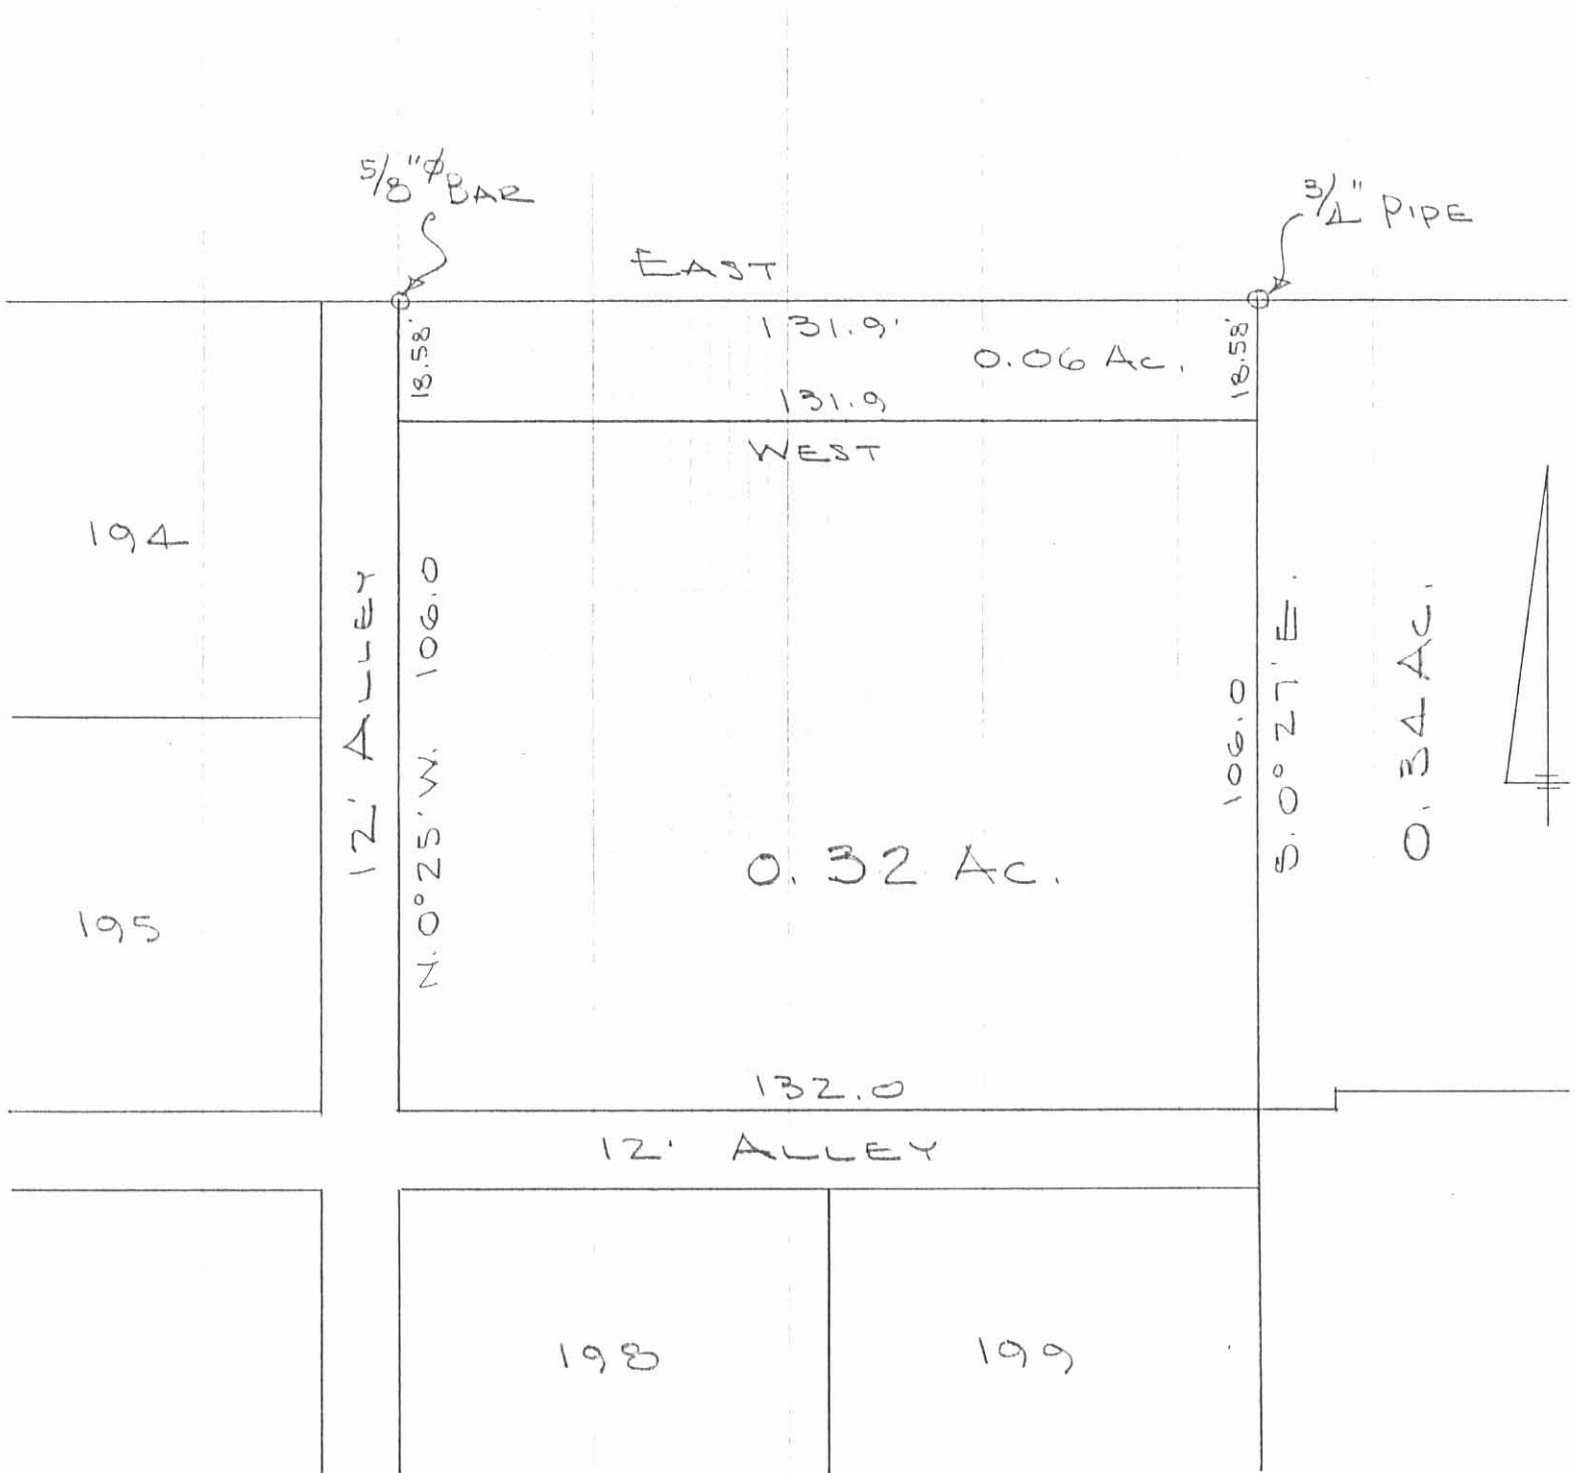 5/8"⌀ BAR
3/4" PIPE
EAST
131.9'
18.58'
18.58'
0.06 Ac.
131.9
WEST
194
12' ALLEY
N. 0° 25' W. 106.0
106.0
S. 0° 27' E.
0.34 Ac.
0.32 Ac.
195
132.0
12' ALLEY
198
199